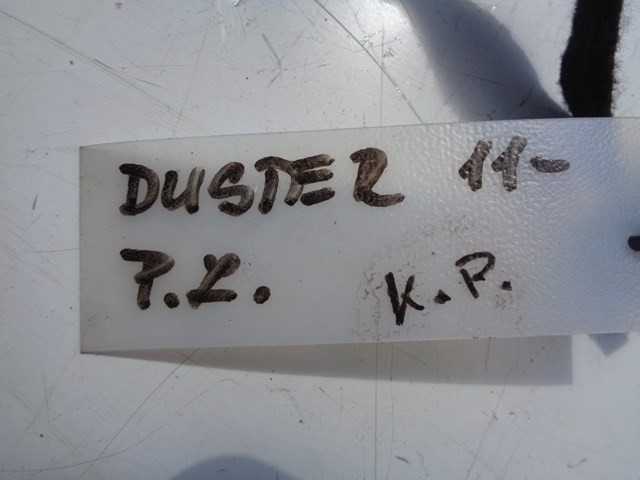 DUSTER 11-
P.L. K.P.